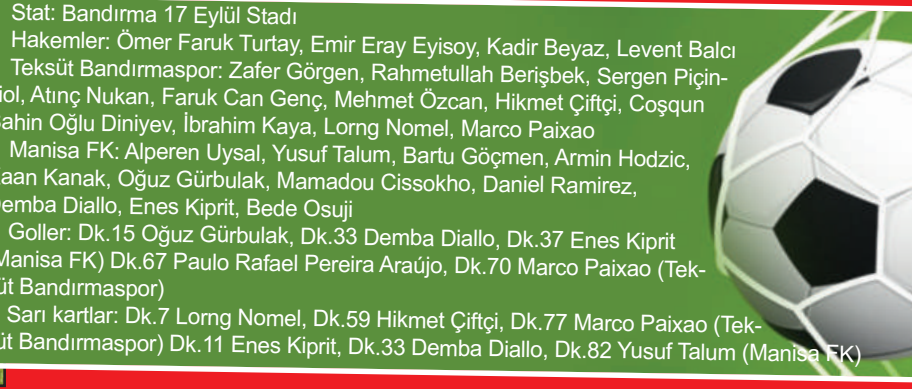 Stat: Bandırma 17 Eylül Stadı
Hakemler: Ömer Faruk Turtay, Emir Eray Eyisoy, Kadir Beyaz, Levent Balcı
Teksüt Bandırmaspor: Zafer Görgen, Rahmetullah Berişbek, Sergen Piçin-
iol, Atınç Nukan, Faruk Can Genç, Mehmet Özcan, Hikmet Çiftçi, Coşqun
Şahin Oğlu Diniyev, İbrahim Kaya, Lorng Nomel, Marco Paixao
Manisa FK: Alperen Uysal, Yusuf Talum, Bartu Göçmen, Armin Hodzic,
Kaan Kanak, Oğuz Gürbulak, Mamadou Cissokho, Daniel Ramirez,
Demba Diallo, Enes Kiprit, Bede Osuji
Goller: Dk.15 Oğuz Gürbulak, Dk.33 Demba Diallo, Dk.37 Enes Kiprit
(Manisa FK) Dk.67 Paulo Rafael Pereira Araújo, Dk.70 Marco Paixao (Tek-
süt Bandırmaspor)
Sarı kartlar: Dk.7 Lorng Nomel, Dk.59 Hikmet Çiftçi, Dk.77 Marco Paixao (Tek-
süt Bandırmaspor) Dk.11 Enes Kiprit, Dk.33 Demba Diallo, Dk.82 Yusuf Talum (Manisa FK)